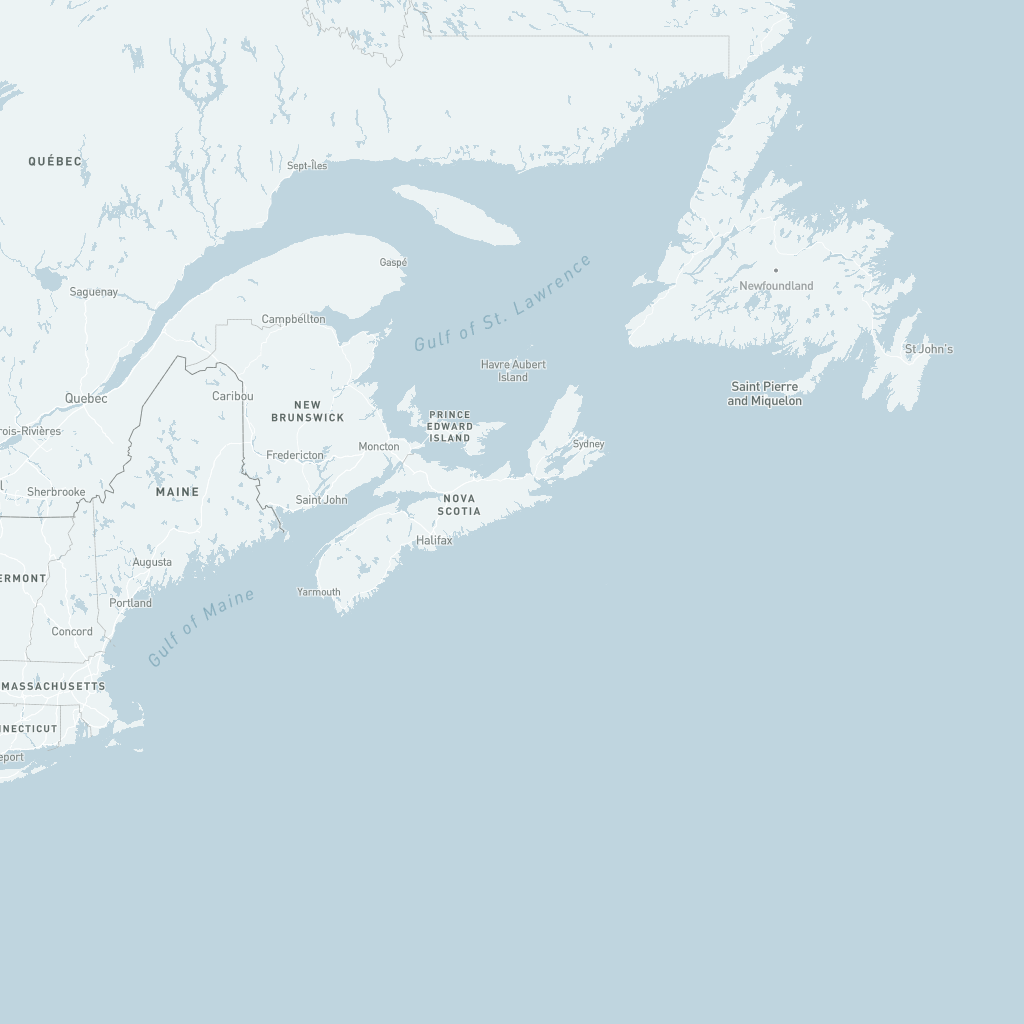 QUÉBEC
Sept-Îles
Gaspé
Gulf of St. Lawrence
Newfoundland
Saguenay
Campbellton
St John's
Havre Aubert
Island
Saint Pierre
and Miquelon
Quebec
Caribou
NEW
BRUNSWICK
PRINCE
EDWARD
ISLAND
rois-Rivières
Moncton
Sydney
Fredericton
Sherbrooke
MAINE
Saint John
NOVA
SCOTIA
Halifax
Augusta
ERMONT
Yarmouth
Portland
Gulf of Maine
Concord
MASSACHUSETTS
NNECTICUT
eport